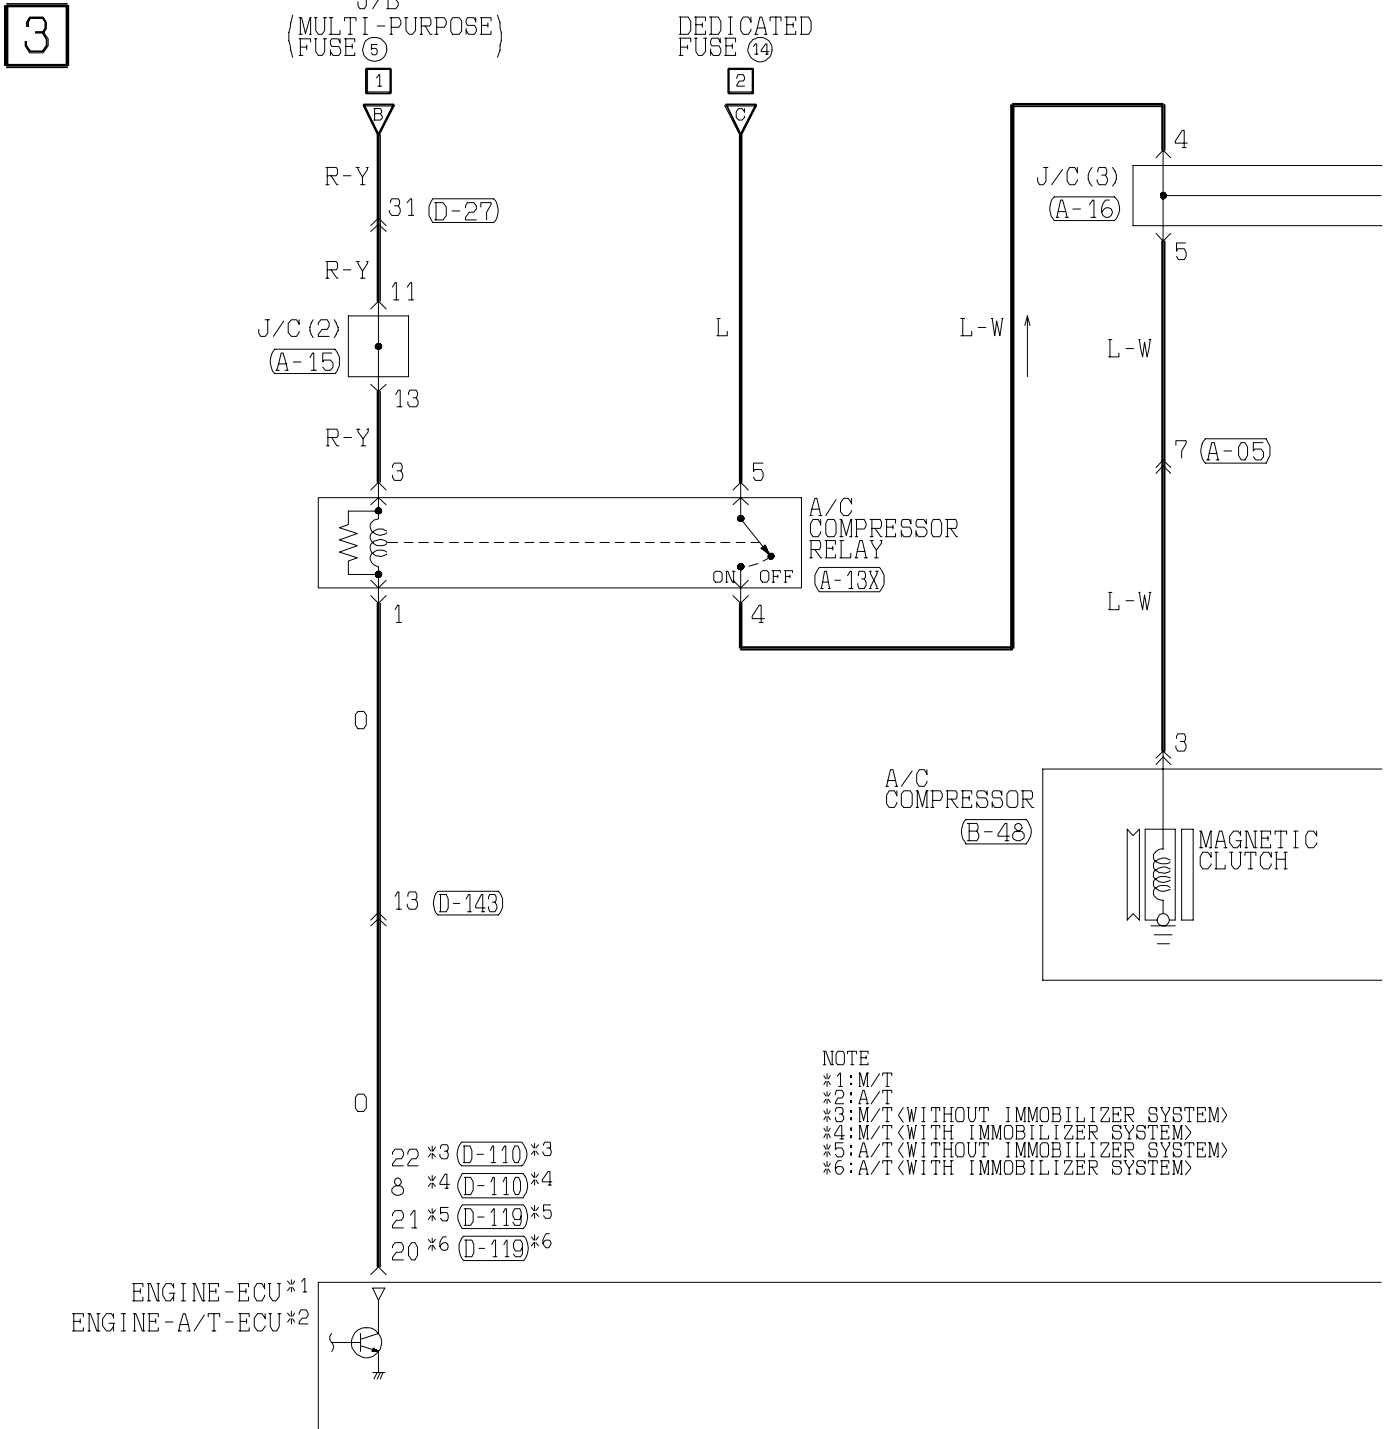 3
J/B
(MULTI-PURPOSE)
FUSE 5
1
B
DEDICATED
FUSE 14
2
C
R-Y
31 D-27
R-Y
11
J/C(2)
A-15
13
R-Y
3
L
5
A/C
COMPRESSOR
RELAY
A-13X
ON OFF
1
4
L-W
4
J/C(3)
A-16
5
L-W
7 A-05
L-W
3
A/C
COMPRESSOR
B-48
MAGNETIC
CLUTCH
O
13 D-143
O
22 *3 D-110 *3
8 *4 D-110 *4
21 *5 D-119 *5
20 *6 D-119 *6
ENGINE-ECU*1
ENGINE-A/T-ECU*2
NOTE
*1:M/T
*2:A/T
*3:M/T<WITHOUT IMMOBILIZER SYSTEM>
*4:M/T<WITH IMMOBILIZER SYSTEM>
*5:A/T<WITHOUT IMMOBILIZER SYSTEM>
*6:A/T<WITH IMMOBILIZER SYSTEM>